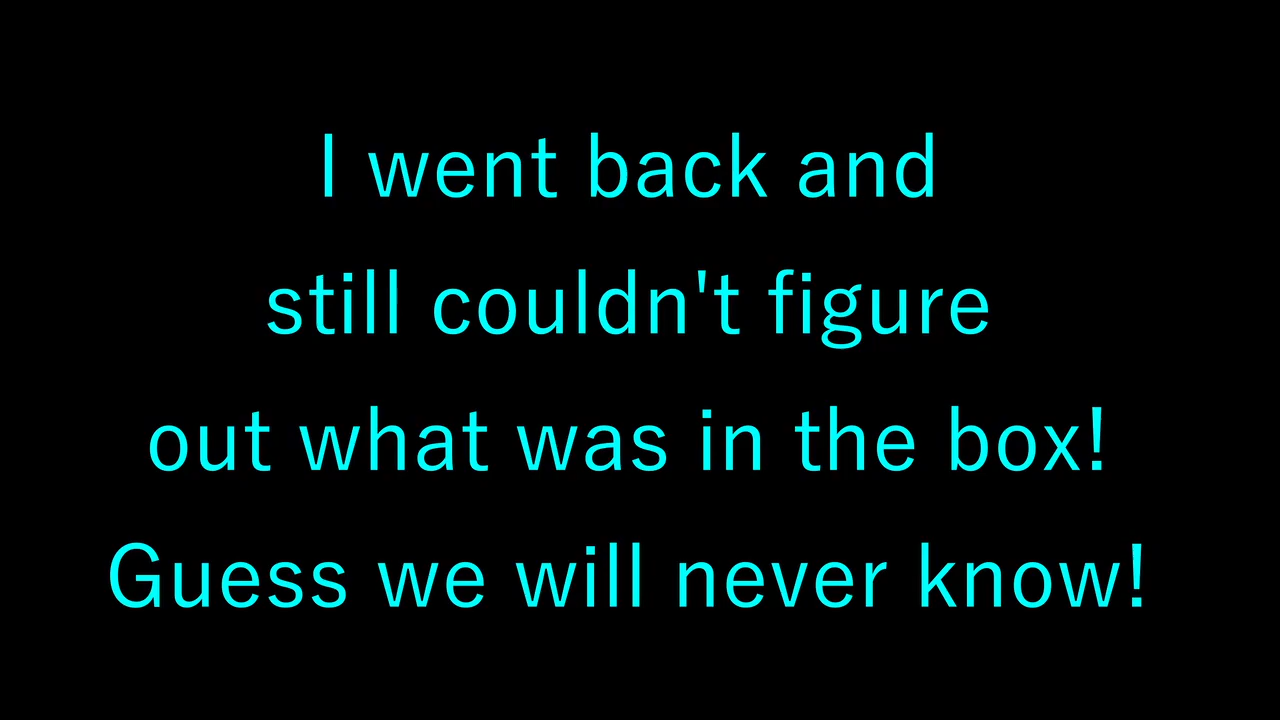 I went back and
still couldn't figure
out what was in the box!
Guess we will never know!